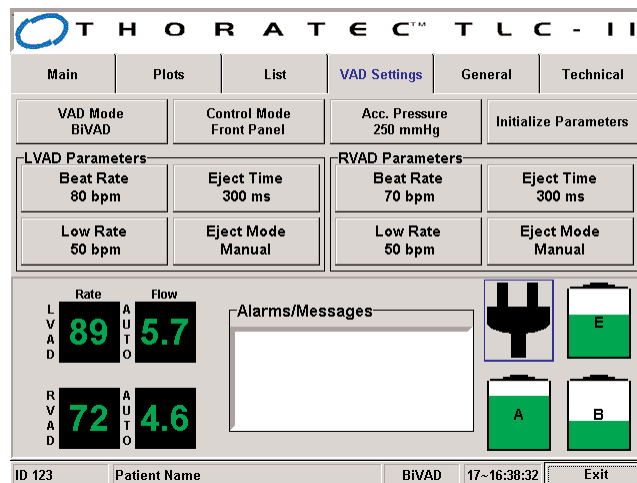 THORATEC™ TLC-II
Main Plots List VAD Settings General Technical
VAD Mode
BiVAD
Control Mode
Front Panel
Acc. Pressure
250 mmHg
Initialize Parameters
LVAD Parameters
Beat Rate
80 bpm
Eject Time
300 ms
Low Rate
50 bpm
Eject Mode
Manual
RVAD Parameters
Beat Rate
70 bpm
Eject Time
300 ms
Low Rate
50 bpm
Eject Mode
Manual
Rate Flow
LVAD 89 AUTO 5.7
RVAD 72 AUTO 4.6
Alarms/Messages
E
A
B
ID 123 Patient Name BiVAD 17~16:38:32 Exit